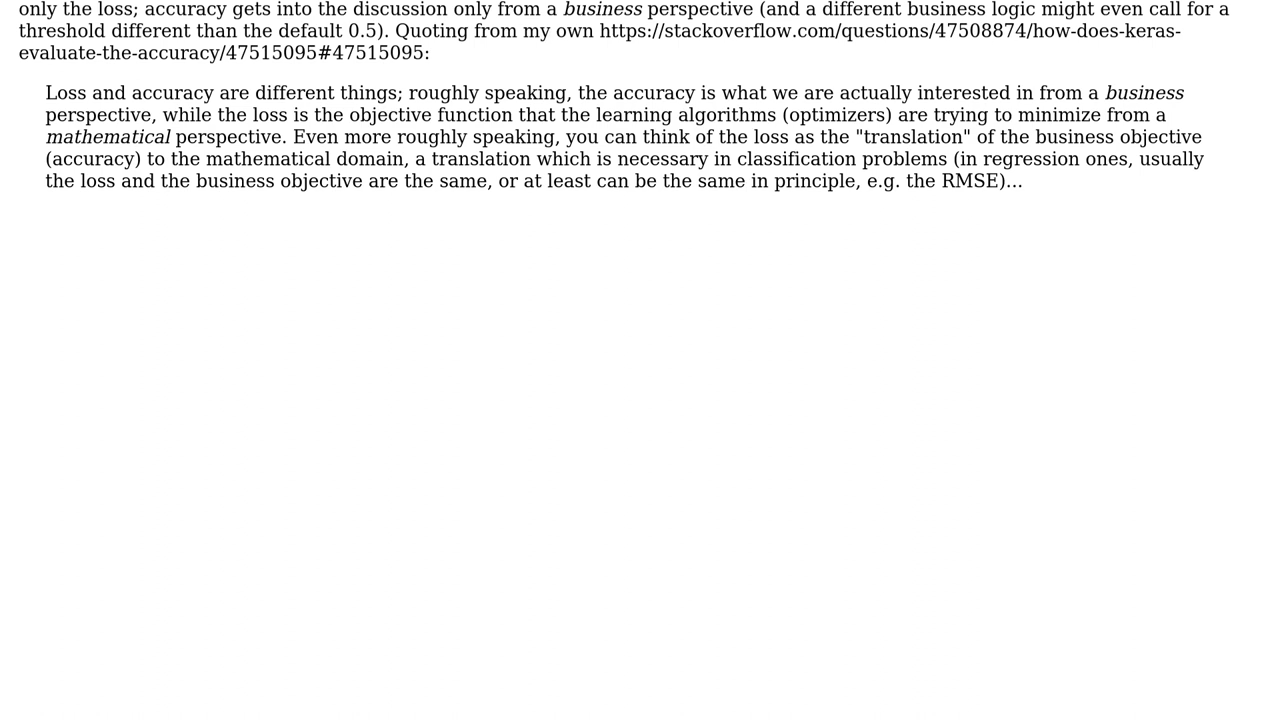 only the loss; accuracy gets into the discussion only from a business perspective (and a different business logic might even call for a
threshold different than the default 0.5). Quoting from my own https://stackoverflow.com/questions/47508874/how-does-keras-
evaluate-the-accuracy/47515095#47515095:
Loss and accuracy are different things; roughly speaking, the accuracy is what we are actually interested in from a business
perspective, while the loss is the objective function that the learning algorithms (optimizers) are trying to minimize from a
mathematical perspective. Even more roughly speaking, you can think of the loss as the "translation" of the business objective
(accuracy) to the mathematical domain, a translation which is necessary in classification problems (in regression ones, usually
the loss and the business objective are the same, or at least can be the same in principle, e.g. the RMSE)...